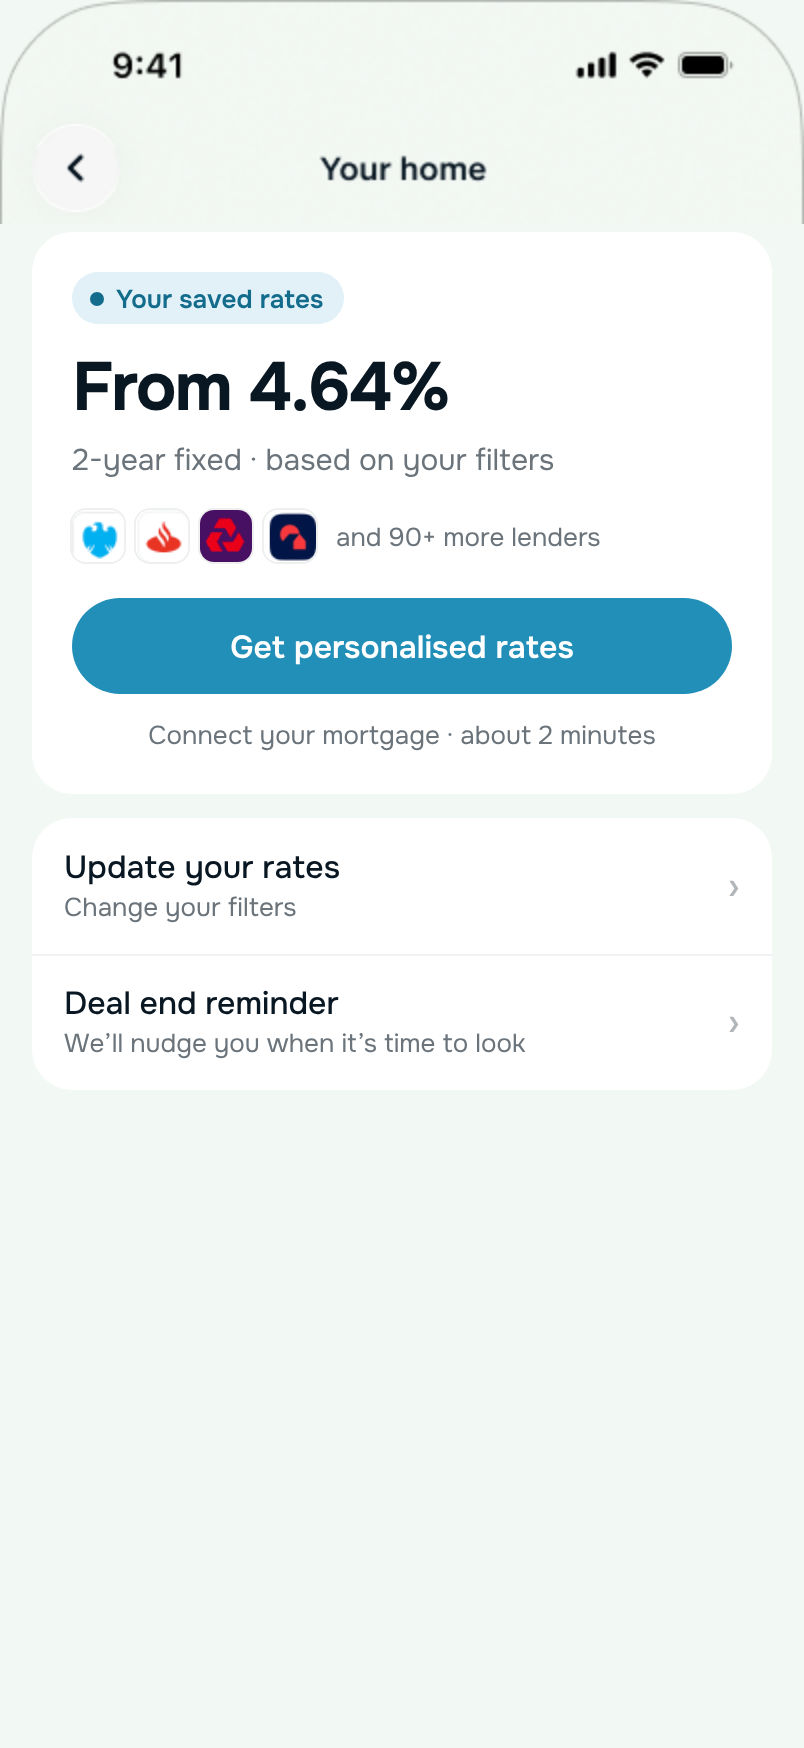 9:41
Your home
Your saved rates
From 4.64%
2-year fixed · based on your filters
and 90+ more lenders
Get personalised rates
Connect your mortgage · about 2 minutes
Update your rates
Change your filters
Deal end reminder
We’ll nudge you when it’s time to look